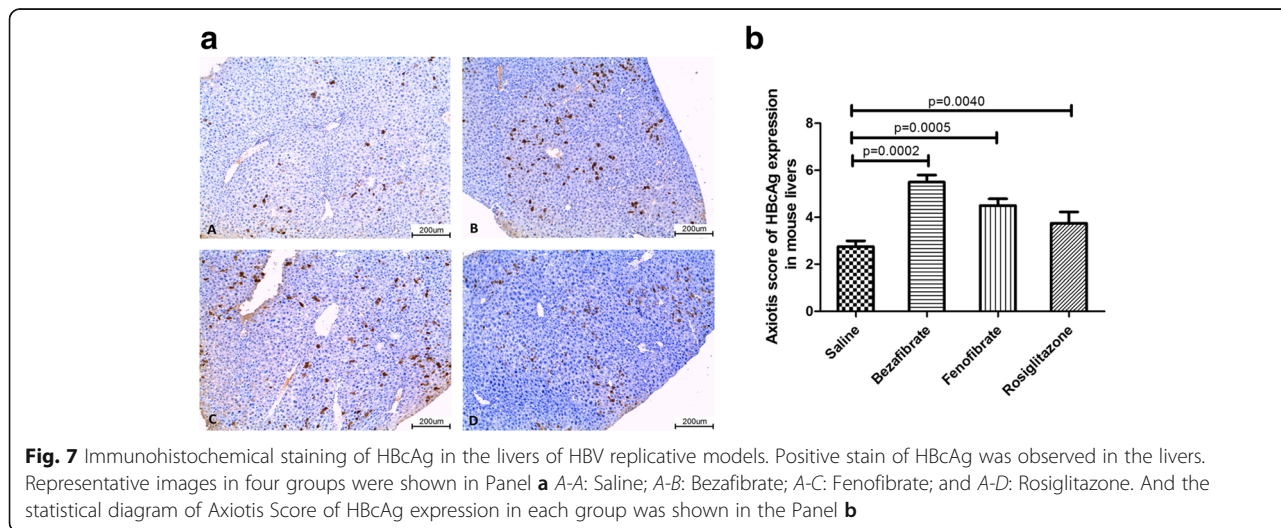 a
b
A
200um
B
200um
C
200um
D
200um
Axiotis score of HBcAg expression
in mouse livers
8
6
4
2
0
p=0.0040
p=0.0005
p=0.0002
Saline
Bezafibrate
Fenofibrate
Rosiglitazone
Fig. 7 Immunohistochemical staining of HBcAg in the livers of HBV replicative models. Positive stain of HBcAg was observed in the livers.
Representative images in four groups were shown in Panel a A-A: Saline; A-B: Bezafibrate; A-C: Fenofibrate; and A-D: Rosiglitazone. And the
statistical diagram of Axiotis Score of HBcAg expression in each group was shown in the Panel b